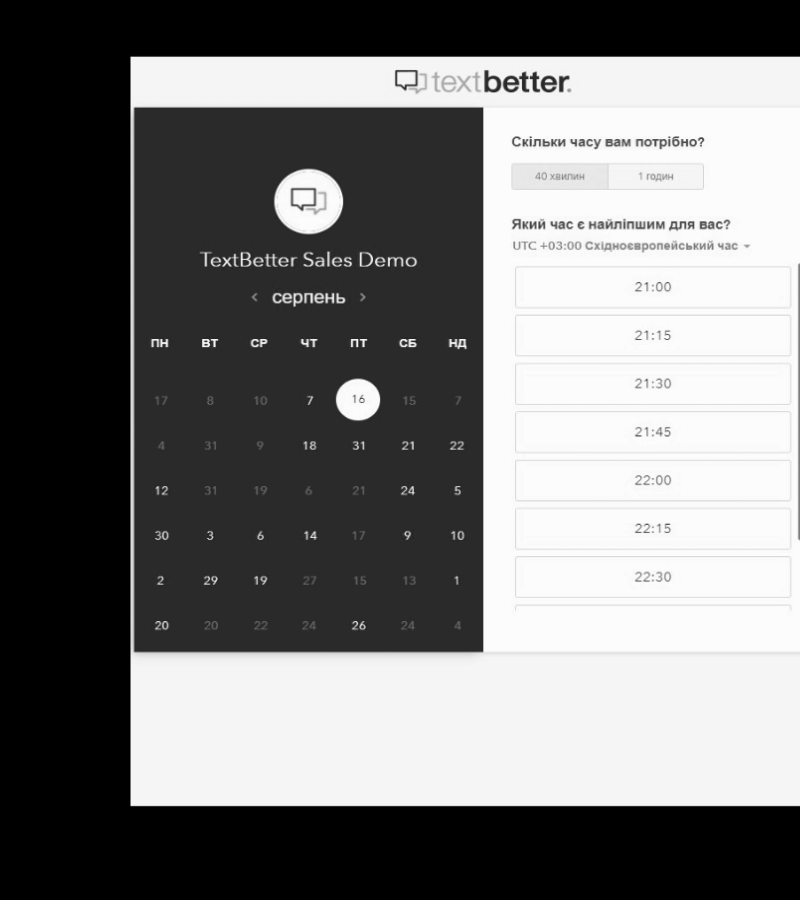 textbetter.
TextBetter Sales Demo
‹ серпень ›
ПН ВТ СР ЧТ ПТ СБ НД
17 8 10 7 16 15 7
4 31 9 18 31 21 22
12 31 19 6 21 24 5
30 3 6 14 17 9 10
2 29 19 27 15 13 1
20 20 22 24 26 24 4
Скільки часу вам потрібно?
40 хвилин 1 годин
Який час є найліпшим для вас?
UTC +03:00 Східноєвропейський час
21:00
21:15
21:30
21:45
22:00
22:15
22:30